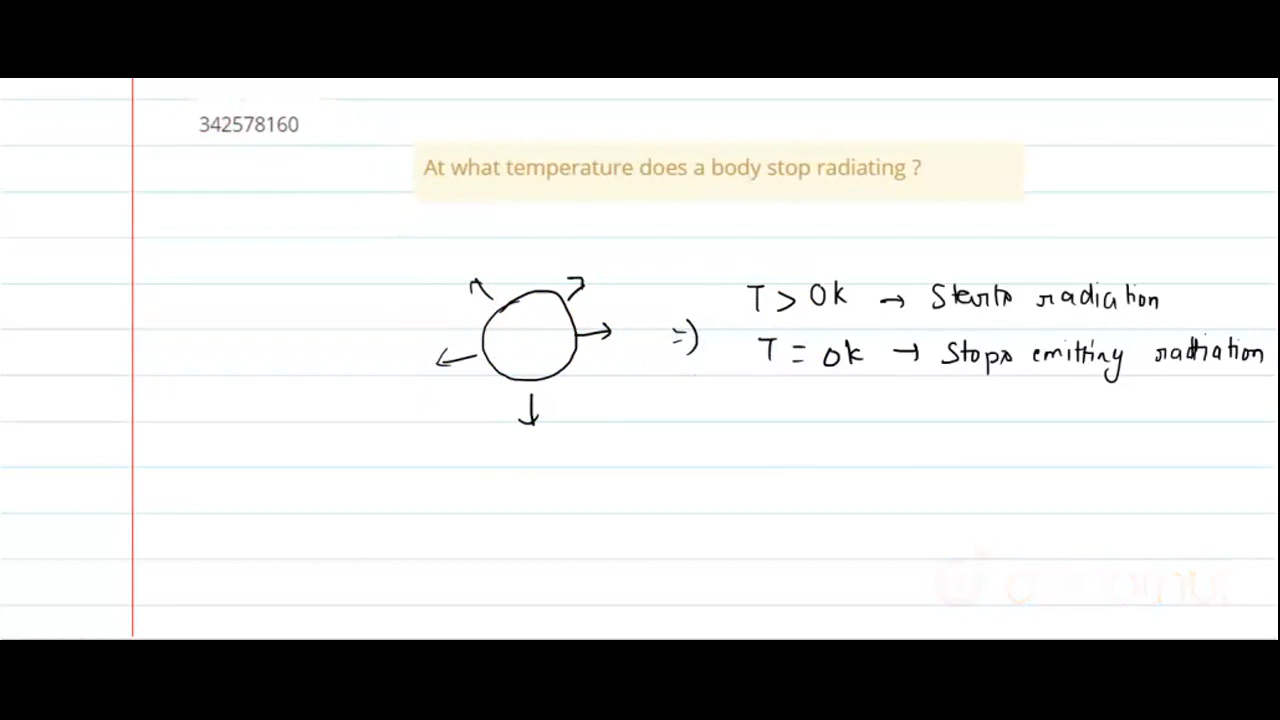 342578160
At what temperature does a body stop radiating ?
T > 0k → Starts radiation
=) T = 0k → Stops emitting radiation